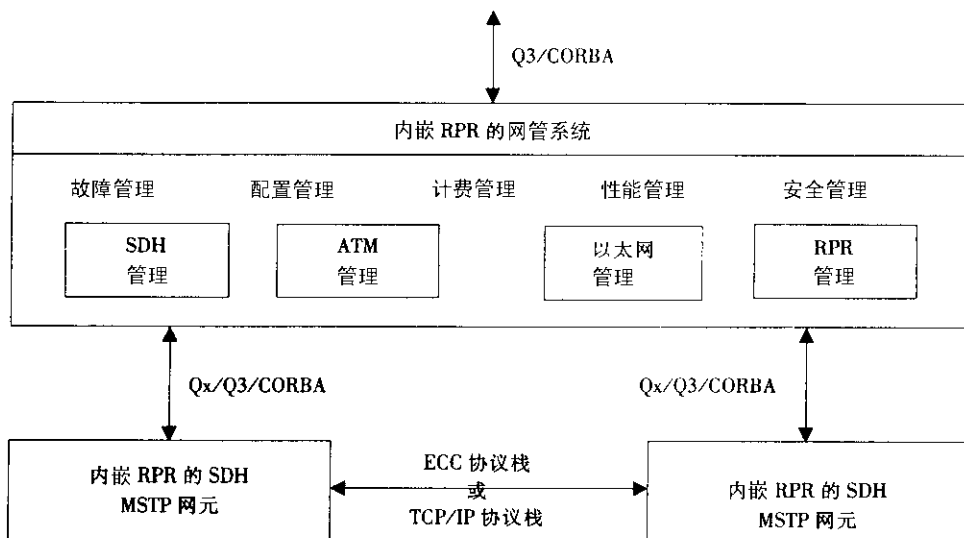 Q3/CORBA
内嵌 RPR 的网管系统
故障管理 配置管理 计费管理 性能管理 安全管理
SDH
管理
ATM
管理
以太网
管理
RPR
管理
Qx/Q3/CORBA
Qx/Q3/CORBA
内嵌 RPR 的 SDH
MSTP 网元
ECC 协议栈
或
TCP/IP 协议栈
内嵌 RPR 的 SDH
MSTP 网元